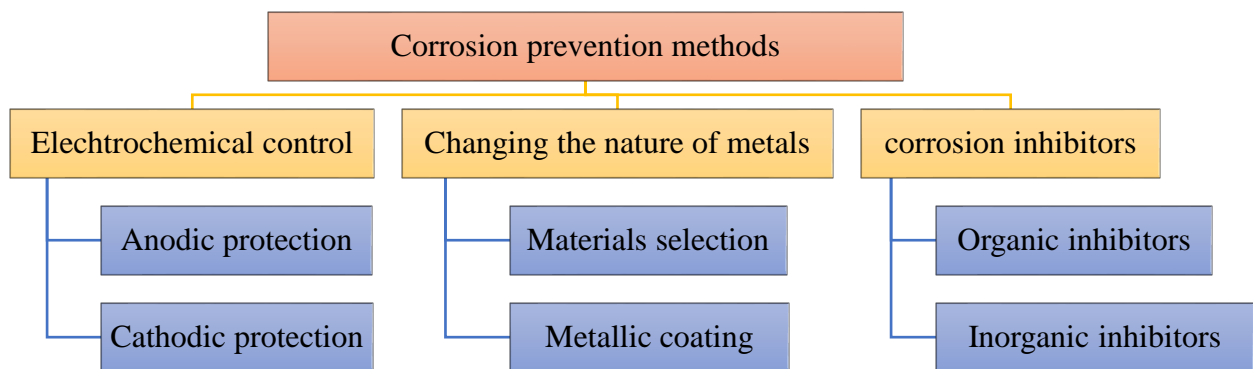 Corrosion prevention methods
Elechtrochemical control
Changing the nature of metals
corrosion inhibitors
Anodic protection
Materials selection
Organic inhibitors
Cathodic protection
Metallic coating
Inorganic inhibitors